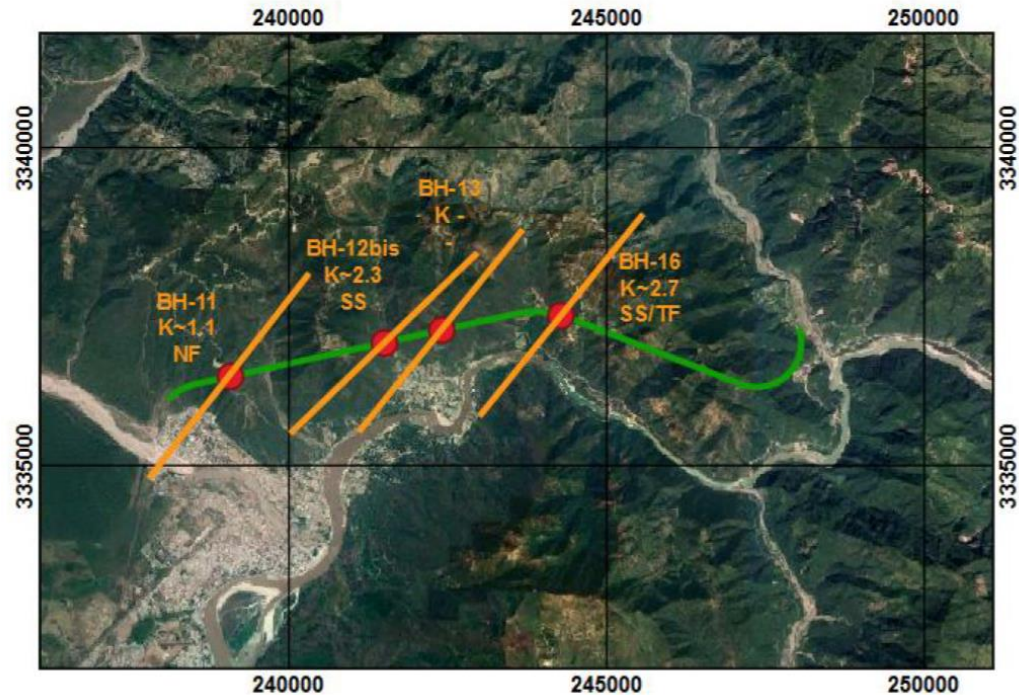 240000
245000
250000
3340000
3340000
BH-13
K -
-
BH-12bis
K~2.3
SS
BH-16
K~2.7
SS/TF
BH-11
K~1.1
NF
3335000
3335000
240000
245000
250000